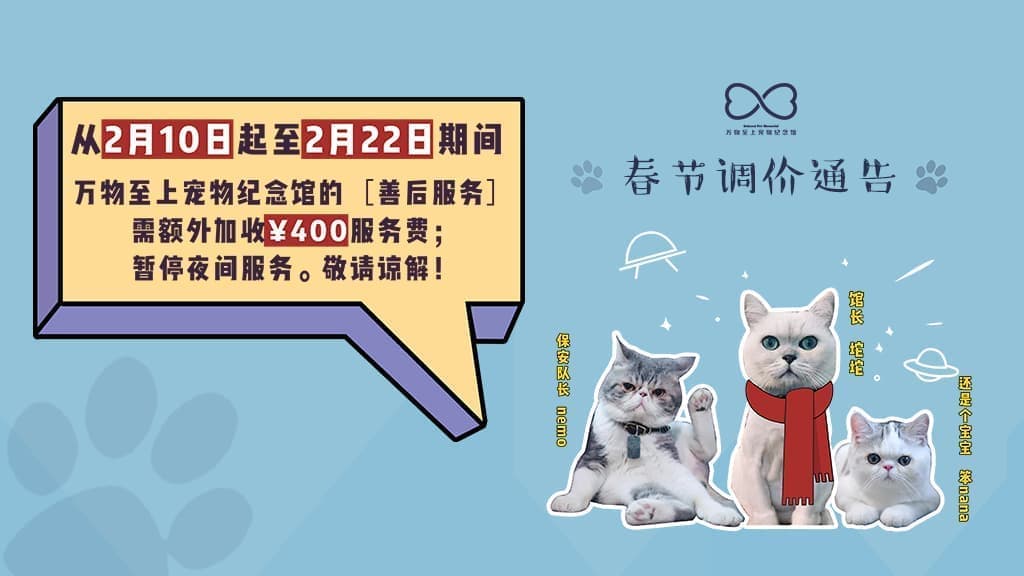 从2月10日起至2月22日期间
万物至上宠物纪念馆的 [善后服务]
需额外加收¥400服务费；
暂停夜间服务。敬请谅解！
万物至上宠物纪念馆
春节调价通告
保安队长 nemo
馆长 坨坨
还是个宝宝 笨nana